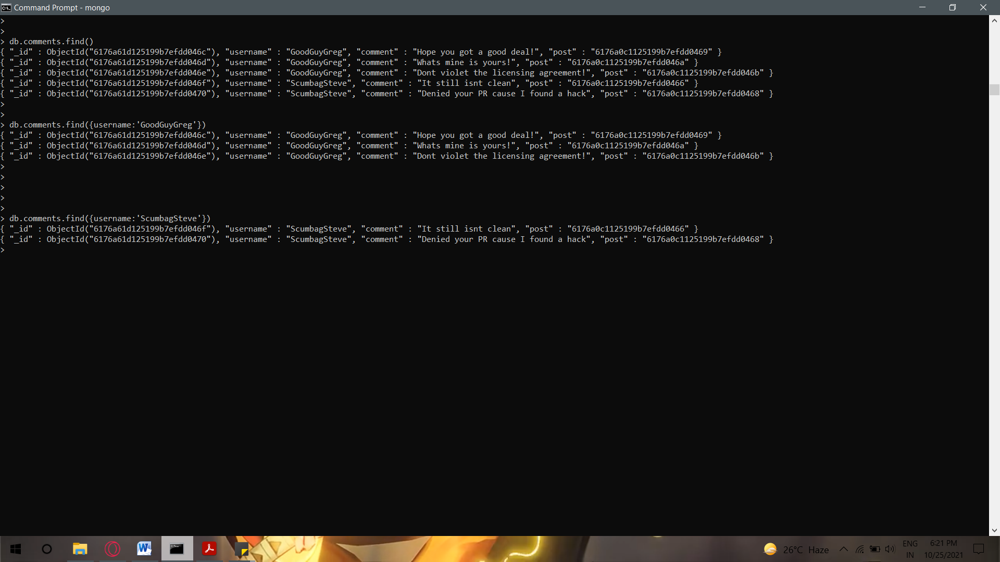 Command Prompt - mongo
>
>
> db.comments.find()
{ "_id" : ObjectId("6176a61d125199b7efdd046c"), "username" : "GoodGuyGreg", "comment" : "Hope you got a good deal!", "post" : "6176a0c1125199b7efdd0469" }
{ "_id" : ObjectId("6176a61d125199b7efdd046d"), "username" : "GoodGuyGreg", "comment" : "Whats mine is yours!", "post" : "6176a0c1125199b7efdd046a" }
{ "_id" : ObjectId("6176a61d125199b7efdd046e"), "username" : "GoodGuyGreg", "comment" : "Dont violet the licensing agreement!", "post" : "6176a0c1125199b7efdd046b" }
{ "_id" : ObjectId("6176a61d125199b7efdd046f"), "username" : "ScumbagSteve", "comment" : "It still isnt clean", "post" : "6176a0c1125199b7efdd0466" }
{ "_id" : ObjectId("6176a61d125199b7efdd0470"), "username" : "ScumbagSteve", "comment" : "Denied your PR cause I found a hack", "post" : "6176a0c1125199b7efdd0468" }
>
>
> db.comments.find({username:'GoodGuyGreg'})
{ "_id" : ObjectId("6176a61d125199b7efdd046c"), "username" : "GoodGuyGreg", "comment" : "Hope you got a good deal!", "post" : "6176a0c1125199b7efdd0469" }
{ "_id" : ObjectId("6176a61d125199b7efdd046d"), "username" : "GoodGuyGreg", "comment" : "Whats mine is yours!", "post" : "6176a0c1125199b7efdd046a" }
{ "_id" : ObjectId("6176a61d125199b7efdd046e"), "username" : "GoodGuyGreg", "comment" : "Dont violet the licensing agreement!", "post" : "6176a0c1125199b7efdd046b" }
>
>
>
>
>
> db.comments.find({username:'ScumbagSteve'})
{ "_id" : ObjectId("6176a61d125199b7efdd046f"), "username" : "ScumbagSteve", "comment" : "It still isnt clean", "post" : "6176a0c1125199b7efdd0466" }
{ "_id" : ObjectId("6176a61d125199b7efdd0470"), "username" : "ScumbagSteve", "comment" : "Denied your PR cause I found a hack", "post" : "6176a0c1125199b7efdd0468" }
>
26°C Haze
ENG
IN
6:21 PM
10/25/2021